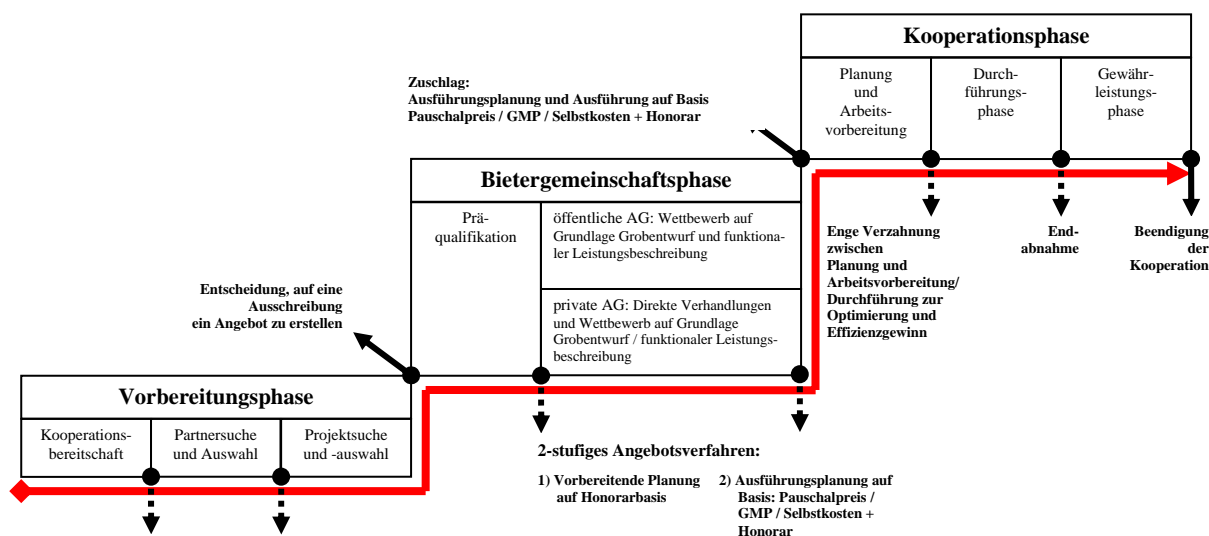 Kooperationsphase
Planung
und
Arbeits-
vorbereitung
Durch-
führungs-
phase
Gewähr-
leistungs-
phase
Zuschlag:
Ausführungsplanung und Ausführung auf Basis
Pauschalpreis / GMP / Selbstkosten + Honorar
Bietergemeinschaftsphase
Prä-
qualifikation
öffentliche AG: Wettbewerb auf
Grundlage Grobentwurf und funktiona-
ler Leistungsbeschreibung
private AG: Direkte Verhandlungen
und Wettbewerb auf Grundlage
Grobentwurf / funktionaler Leistungs-
beschreibung
Enge Verzahnung
zwischen
Planung und
Arbeitsvorbereitung/
Durchführung zur
Optimierung und
Effizienzgewinn
End-
abnahme
Beendigung
der
Kooperation
Entscheidung, auf eine
Ausschreibung
ein Angebot zu erstellen
Vorbereitungsphase
Kooperations-
bereitschaft
Partnersuche
und Auswahl
Projektsuche
und -auswahl
2-stufiges Angebotsverfahren:
1) Vorbereitende Planung
auf Honorarbasis
2) Ausführungsplanung auf
Basis: Pauschalpreis /
GMP / Selbstkosten +
Honorar